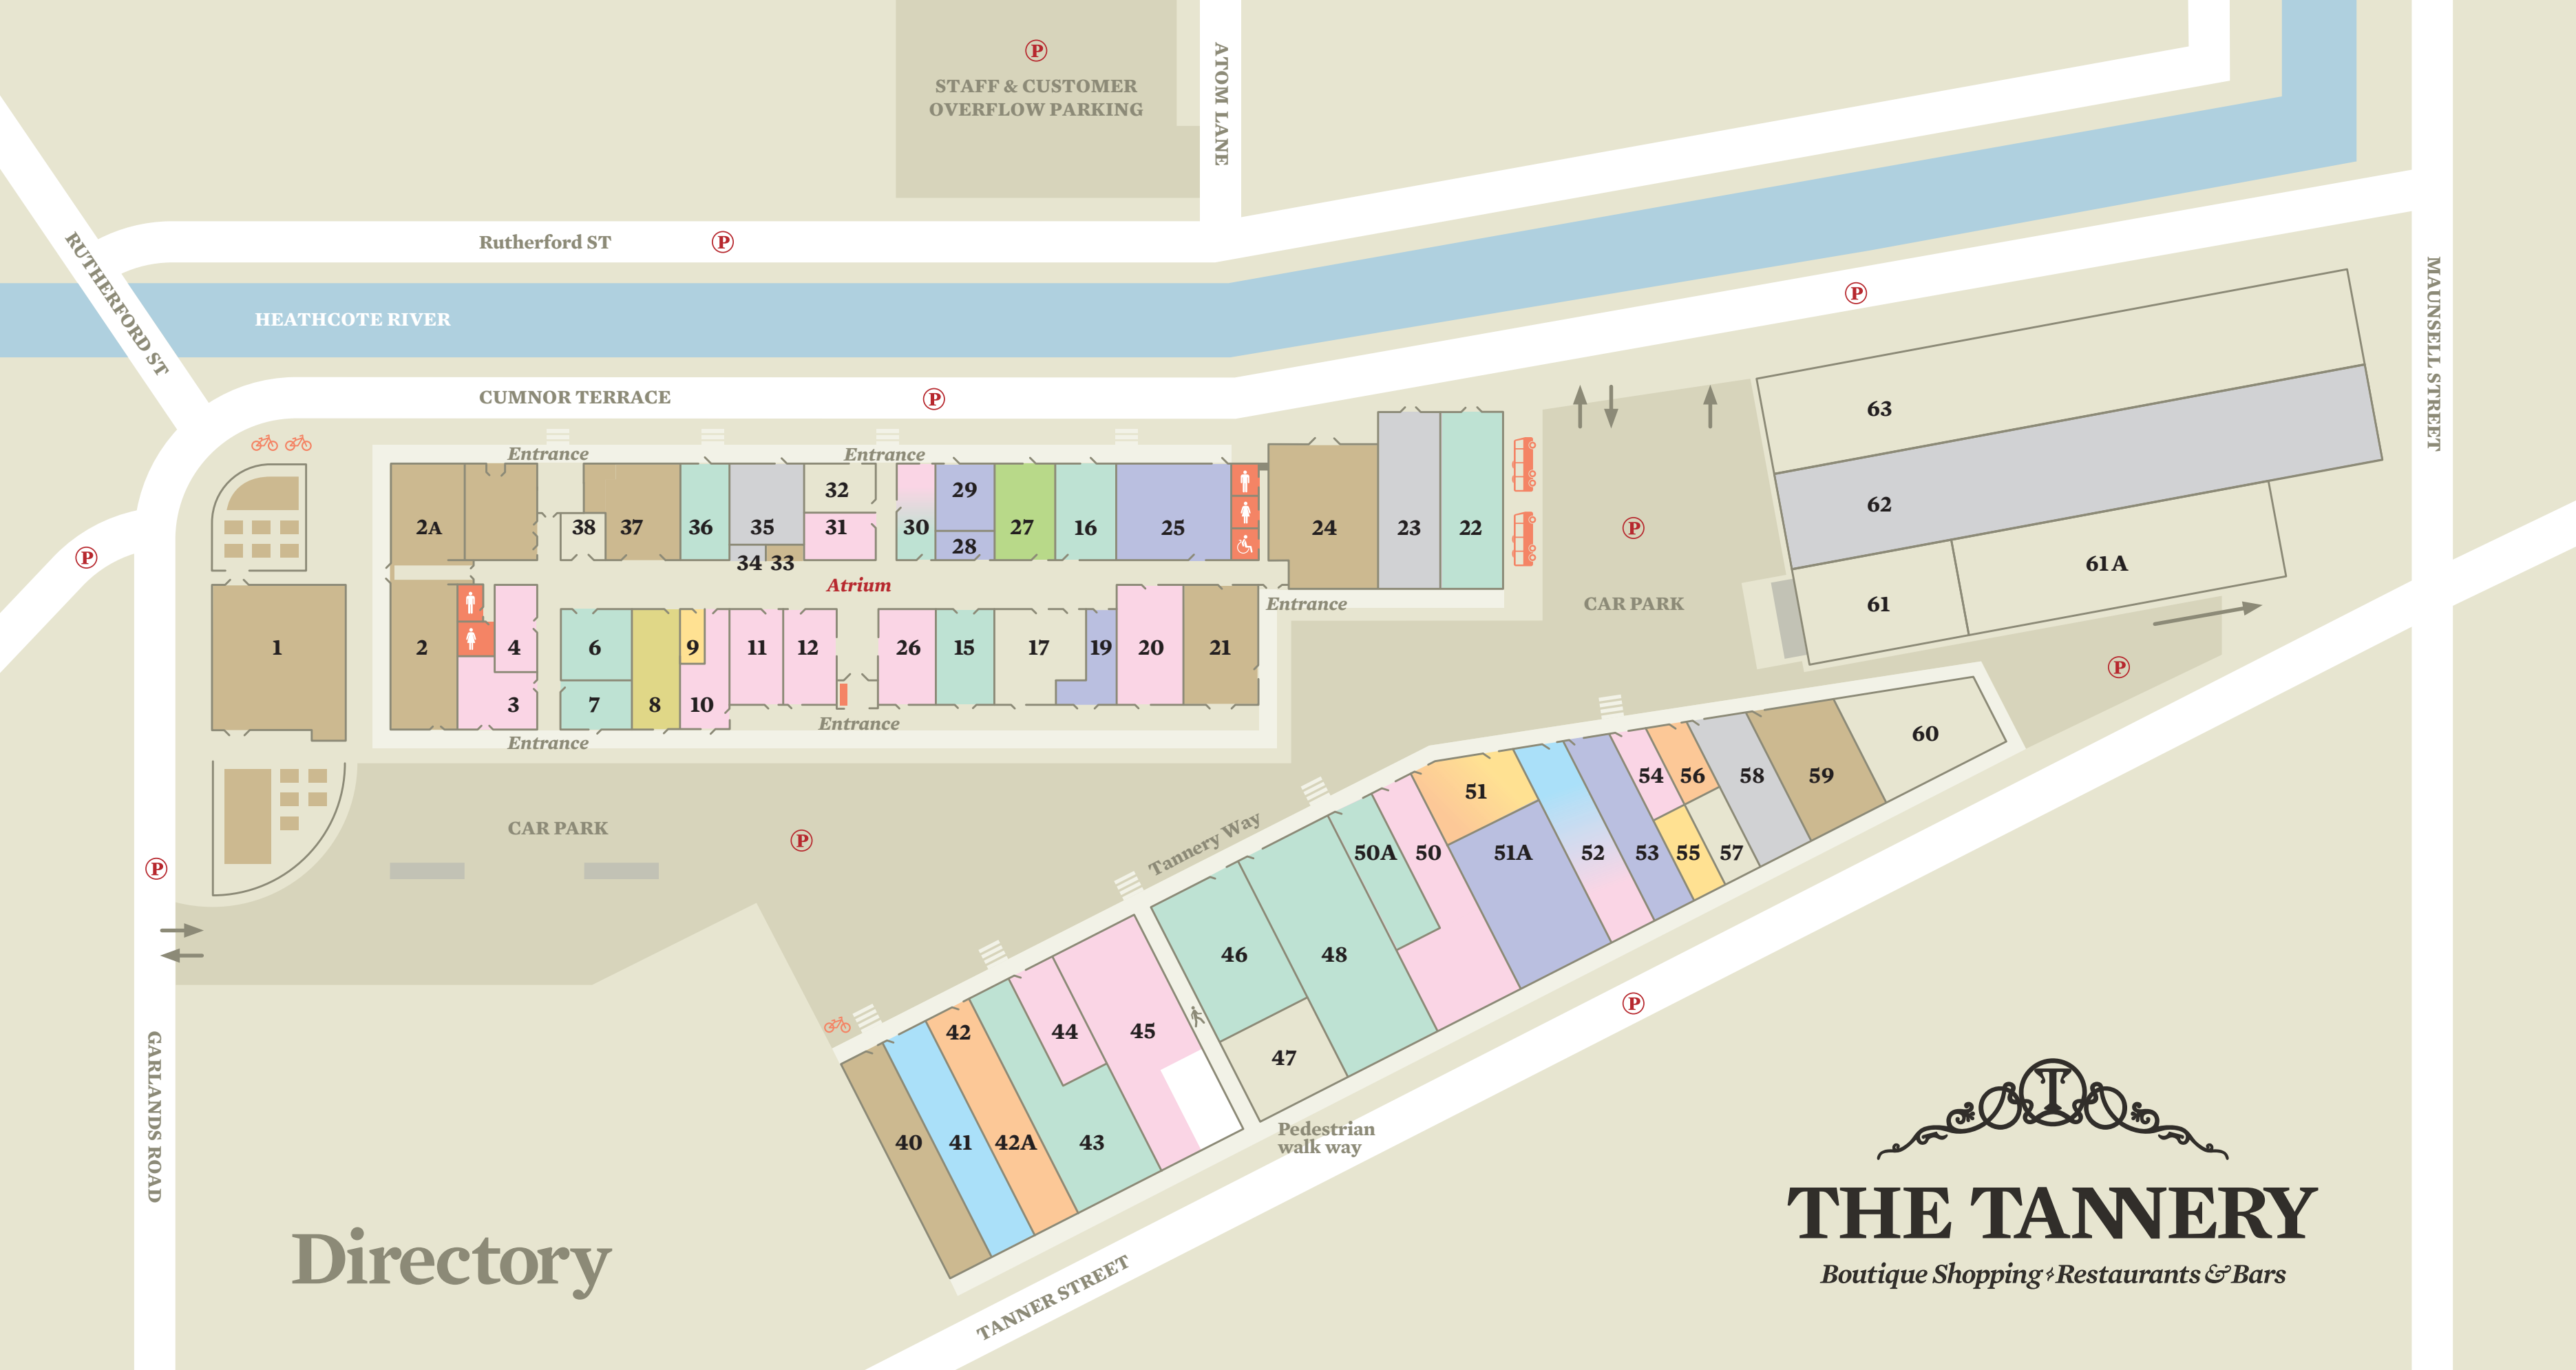 P
STAFF & CUSTOMER
OVERFLOW PARKING
ATOM LANE
Rutherford ST
P
RUTHERFORD ST
HEATHCOTE RIVER
P
MAUNSELL STREET
CUMNOR TERRACE
P
Entrance
Entrance
63
62
61A
61
2A
38
37
36
35
32
31
34
33
30
29
28
27
16
25
24
23
22
P
P
Atrium
CAR PARK
Entrance
1
2
4
3
6
7
8
9
10
11
12
26
15
17
19
20
21
P
Entrance
Entrance
60
59
58
57
56
55
54
53
52
51
51A
50
50A
48
47
46
Tannery Way
CAR PARK
P
P
P
45
44
43
42
42A
41
40
GARLANDS ROAD
Pedestrian
walk way
TANNER STREET
Directory
T
THE TANNERY
Boutique Shopping Restaurants & Bars